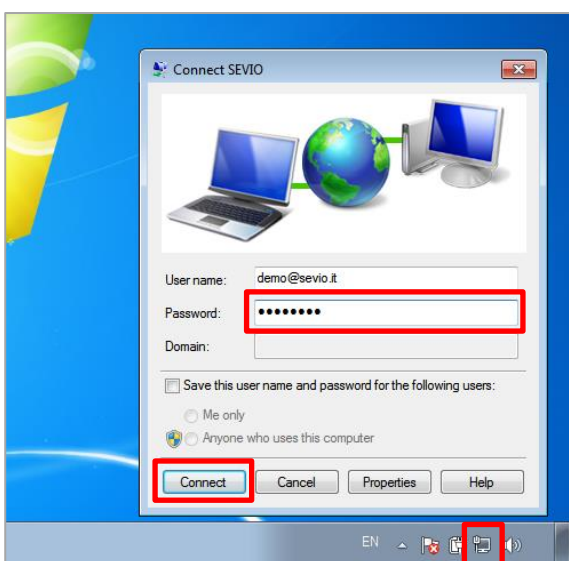 Connect SEVIO
User name: demo@sevio.it
Password: ••••••••
Domain:
Save this user name and password for the following users:
Me only
Anyone who uses this computer
Connect Cancel Properties Help
EN